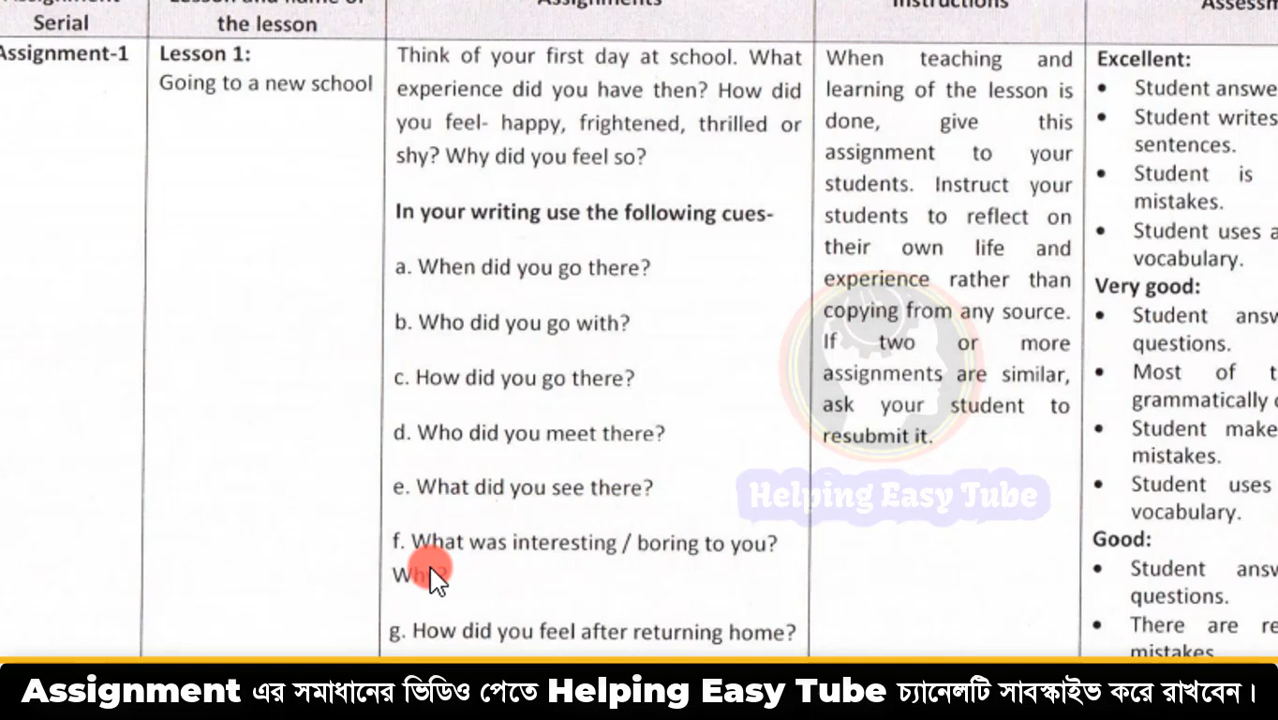 Serial
the lesson
Assignments
Instructions
Assignment-1
Lesson 1:
Going to a new school
Think of your first day at school. What
experience did you have then? How did
you feel- happy, frightened, thrilled or
shy? Why did you feel so?
In your writing use the following cues-
a. When did you go there?
b. Who did you go with?
c. How did you go there?
d. Who did you meet there?
e. What did you see there?
f. What was interesting / boring to you?
Why?
g. How did you feel after returning home?
When teaching and
learning of the lesson is
done, give this
assignment to your
students. Instruct your
students to reflect on
their own life and
experience rather than
copying from any source.
If two or more
assignments are similar,
ask your student to
resubmit it.
Excellent:
• Student answe
• Student writes
sentences.
• Student is
mistakes.
• Student uses a
vocabulary.
Very good:
• Student answ
questions.
• Most of t
grammatically
• Student make
mistakes.
• Student uses
vocabulary.
Good:
• Student answ
questions.
• There are re
mistakes
Helping Easy Tube
Assignment এর সমাধানের ভিডিও পেতে Helping Easy Tube চ্যানেলটি সাবস্কাইভ করে রাখবেন।